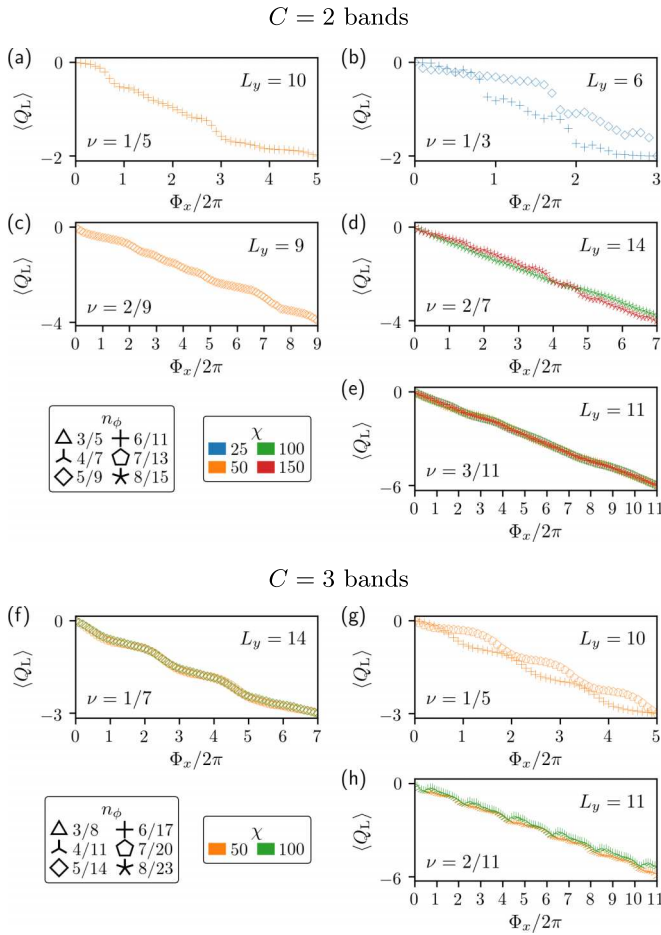 C = 2 bands
(a)
0
−2
⟨Q_L⟩
L_y = 10
ν = 1/5
0 1 2 3 4 5
Φ_x/2π
(b)
0
−2
⟨Q_L⟩
L_y = 6
ν = 1/3
0 1 2 3
Φ_x/2π
(c)
0
−4
⟨Q_L⟩
L_y = 9
ν = 2/9
0 1 2 3 4 5 6 7 8 9
Φ_x/2π
(d)
0
−4
⟨Q_L⟩
L_y = 14
ν = 2/7
0 1 2 3 4 5 6 7
Φ_x/2π
(e)
0
−6
⟨Q_L⟩
L_y = 11
ν = 3/11
0 1 2 3 4 5 6 7 8 9 10 11
Φ_x/2π
n_ϕ
3/5 6/11
4/7 7/13
5/9 8/15
χ
25 100
50 150
C = 3 bands
(f)
0
−3
⟨Q_L⟩
L_y = 14
ν = 1/7
0 1 2 3 4 5 6 7
Φ_x/2π
(g)
0
−3
⟨Q_L⟩
L_y = 10
ν = 1/5
0 1 2 3 4 5
Φ_x/2π
(h)
0
−6
⟨Q_L⟩
L_y = 11
ν = 2/11
0 1 2 3 4 5 6 7 8 9 10 11
Φ_x/2π
n_ϕ
3/8 6/17
4/11 7/20
5/14 8/23
χ
50 100